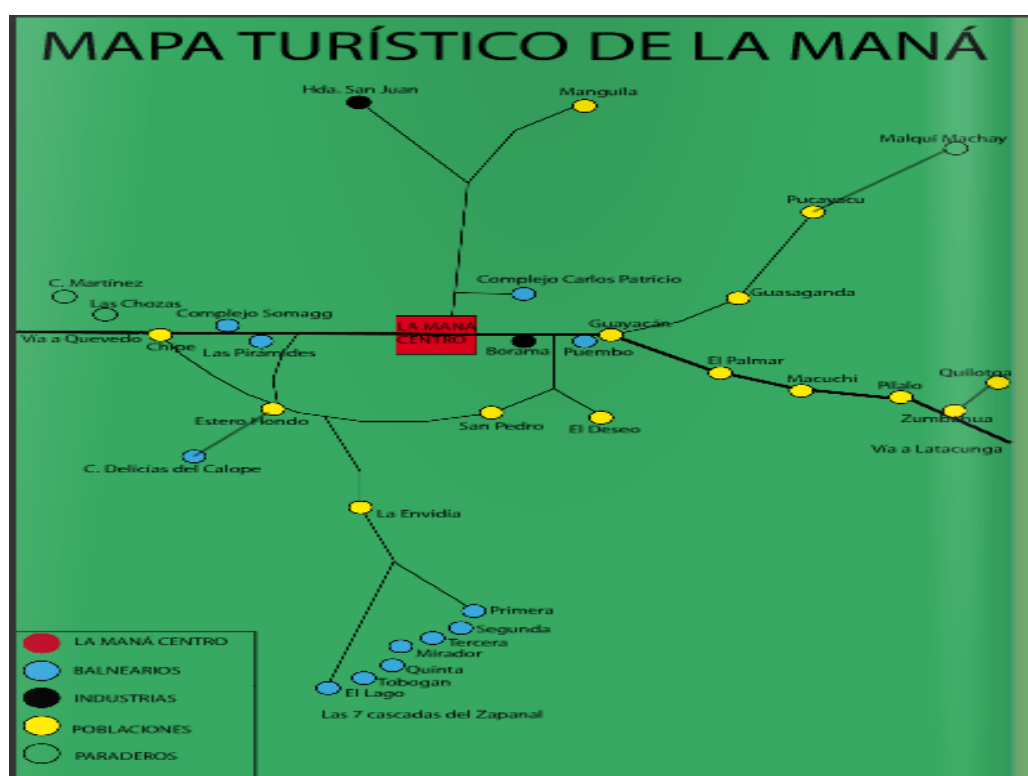 MAPA TURÍSTICO DE LA MANÁ
Hda. San Juan
Manguila
Malqui Machay
Pucayacu
C. Martínez
Complejo Carlos Patricio
Las Chozas
Guasaganda
Complejo Somagg
LA MANÁ
CENTRO
Guayacán
Vía a Quevedo
Chipe
Las Pirámides
Borama
Puembo
El Palmar
Macuchi
Pilalo
Quilotoa
Estero Hondo
San Pedro
El Deseo
Zumbahua
Vía a Latacunga
C. Delicias del Calope
La Envidia
Primera
Segunda
Tercera
Mirador
Quinta
Tobogan
El Lago
Las 7 cascadas del Zapanal
LA MANÁ CENTRO
BALNEARIOS
INDUSTRIAS
POBLACIONES
PARADEROS